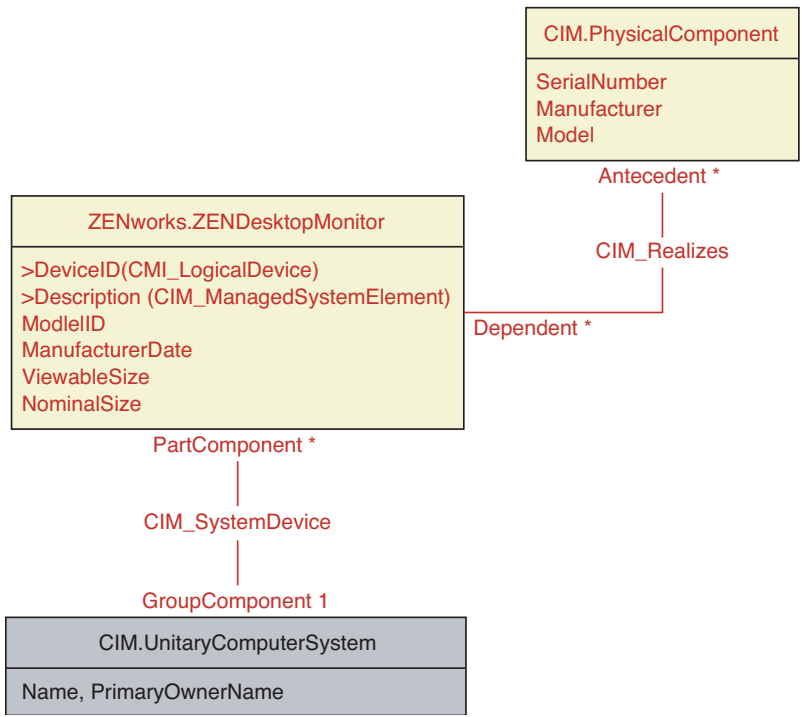 CIM.PhysicalComponent
SerialNumber
Manufacturer
Model
Antecedent *
CIM_Realizes
Dependent *
ZENworks.ZENDesktopMonitor
>DeviceID(CMI_LogicalDevice)
>Description (CIM_ManagedSystemElement)
ModlelID
ManufacturerDate
ViewableSize
NominalSize
PartComponent *
CIM_SystemDevice
GroupComponent 1
CIM.UnitaryComputerSystem
Name, PrimaryOwnerName